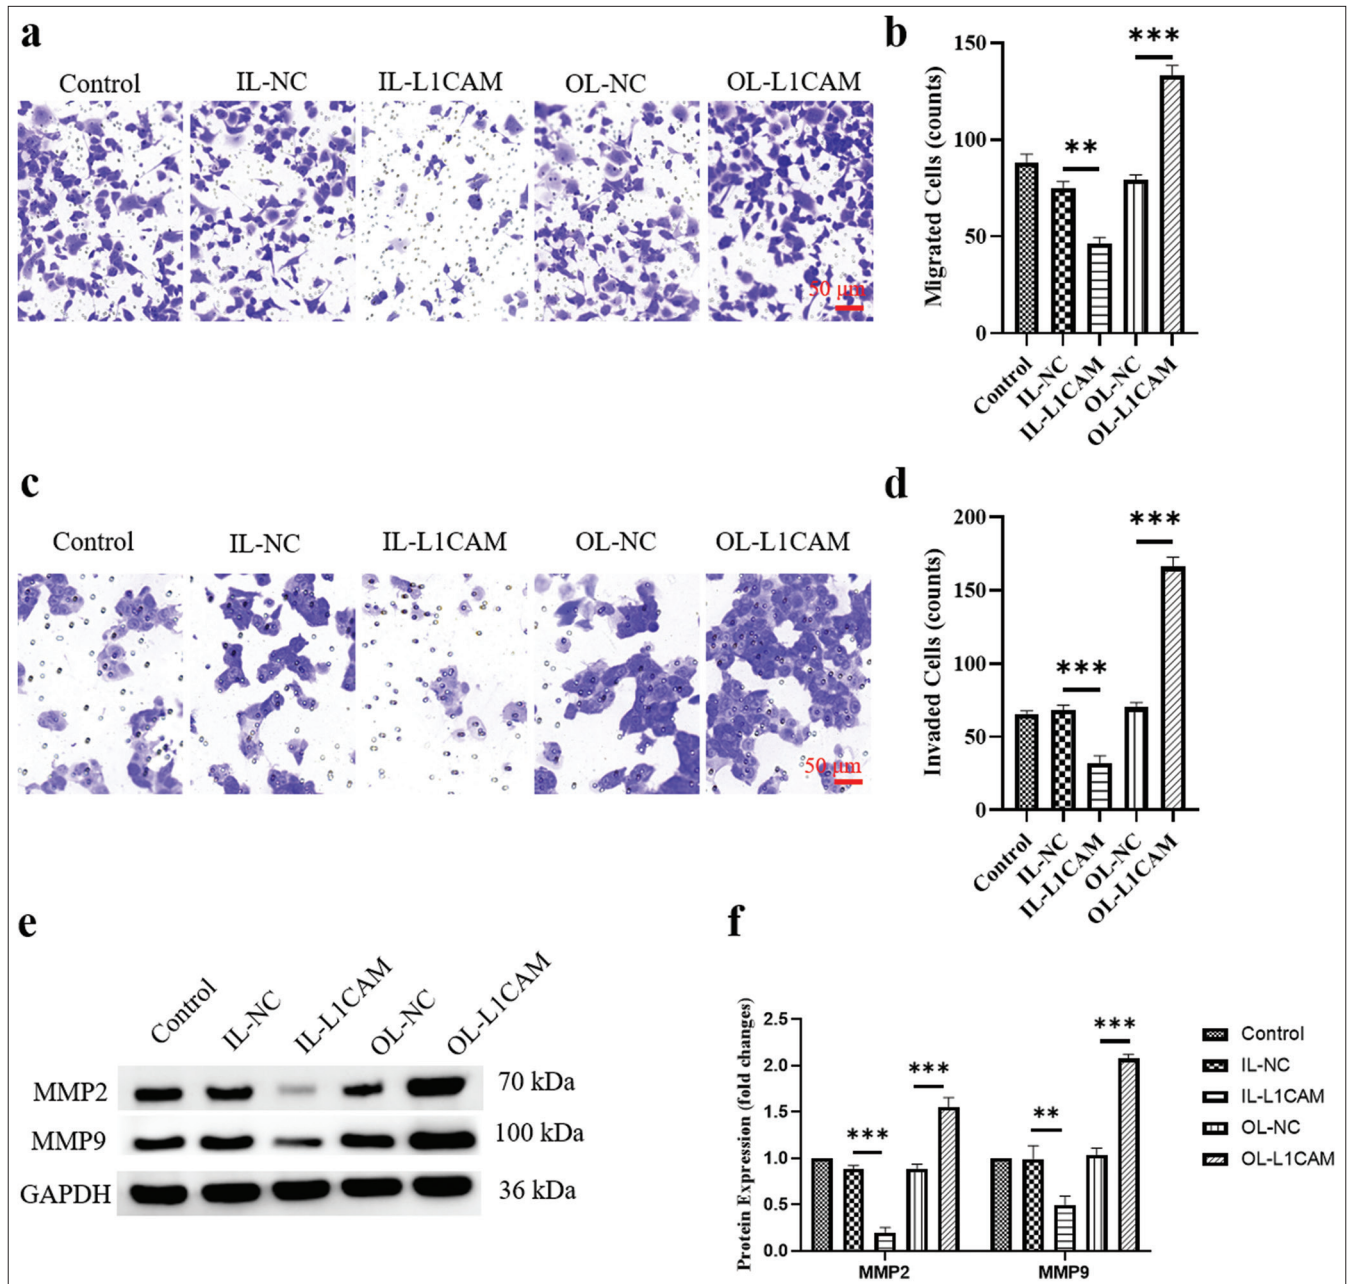 a
Control IL-NC IL-L1CAM OL-NC OL-L1CAM
50 μm
b
Migrated Cells (counts)
150
100
50
0
**
***
Control
IL-NC
IL-L1CAM
OL-NC
OL-L1CAM
c
Control IL-NC IL-L1CAM OL-NC OL-L1CAM
50 μm
d
Invaded Cells (counts)
200
150
100
50
0
***
***
Control
IL-NC
IL-L1CAM
OL-NC
OL-L1CAM
e
Control
IL-NC
IL-L1CAM
OL-NC
OL-L1CAM
MMP2 70 kDa
MMP9 100 kDa
GAPDH 36 kDa
f
Protein Expression (fold changes)
2.5
2.0
1.5
1.0
0.5
0.0
***
***
**
***
MMP2 MMP9
Control
IL-NC
IL-L1CAM
OL-NC
OL-L1CAM